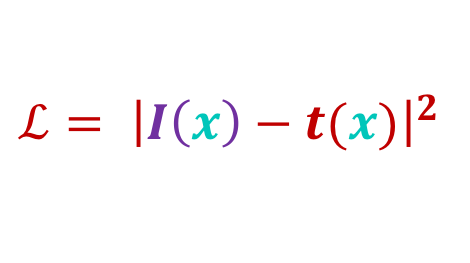 ℒ = |I(x) − t(x)|²